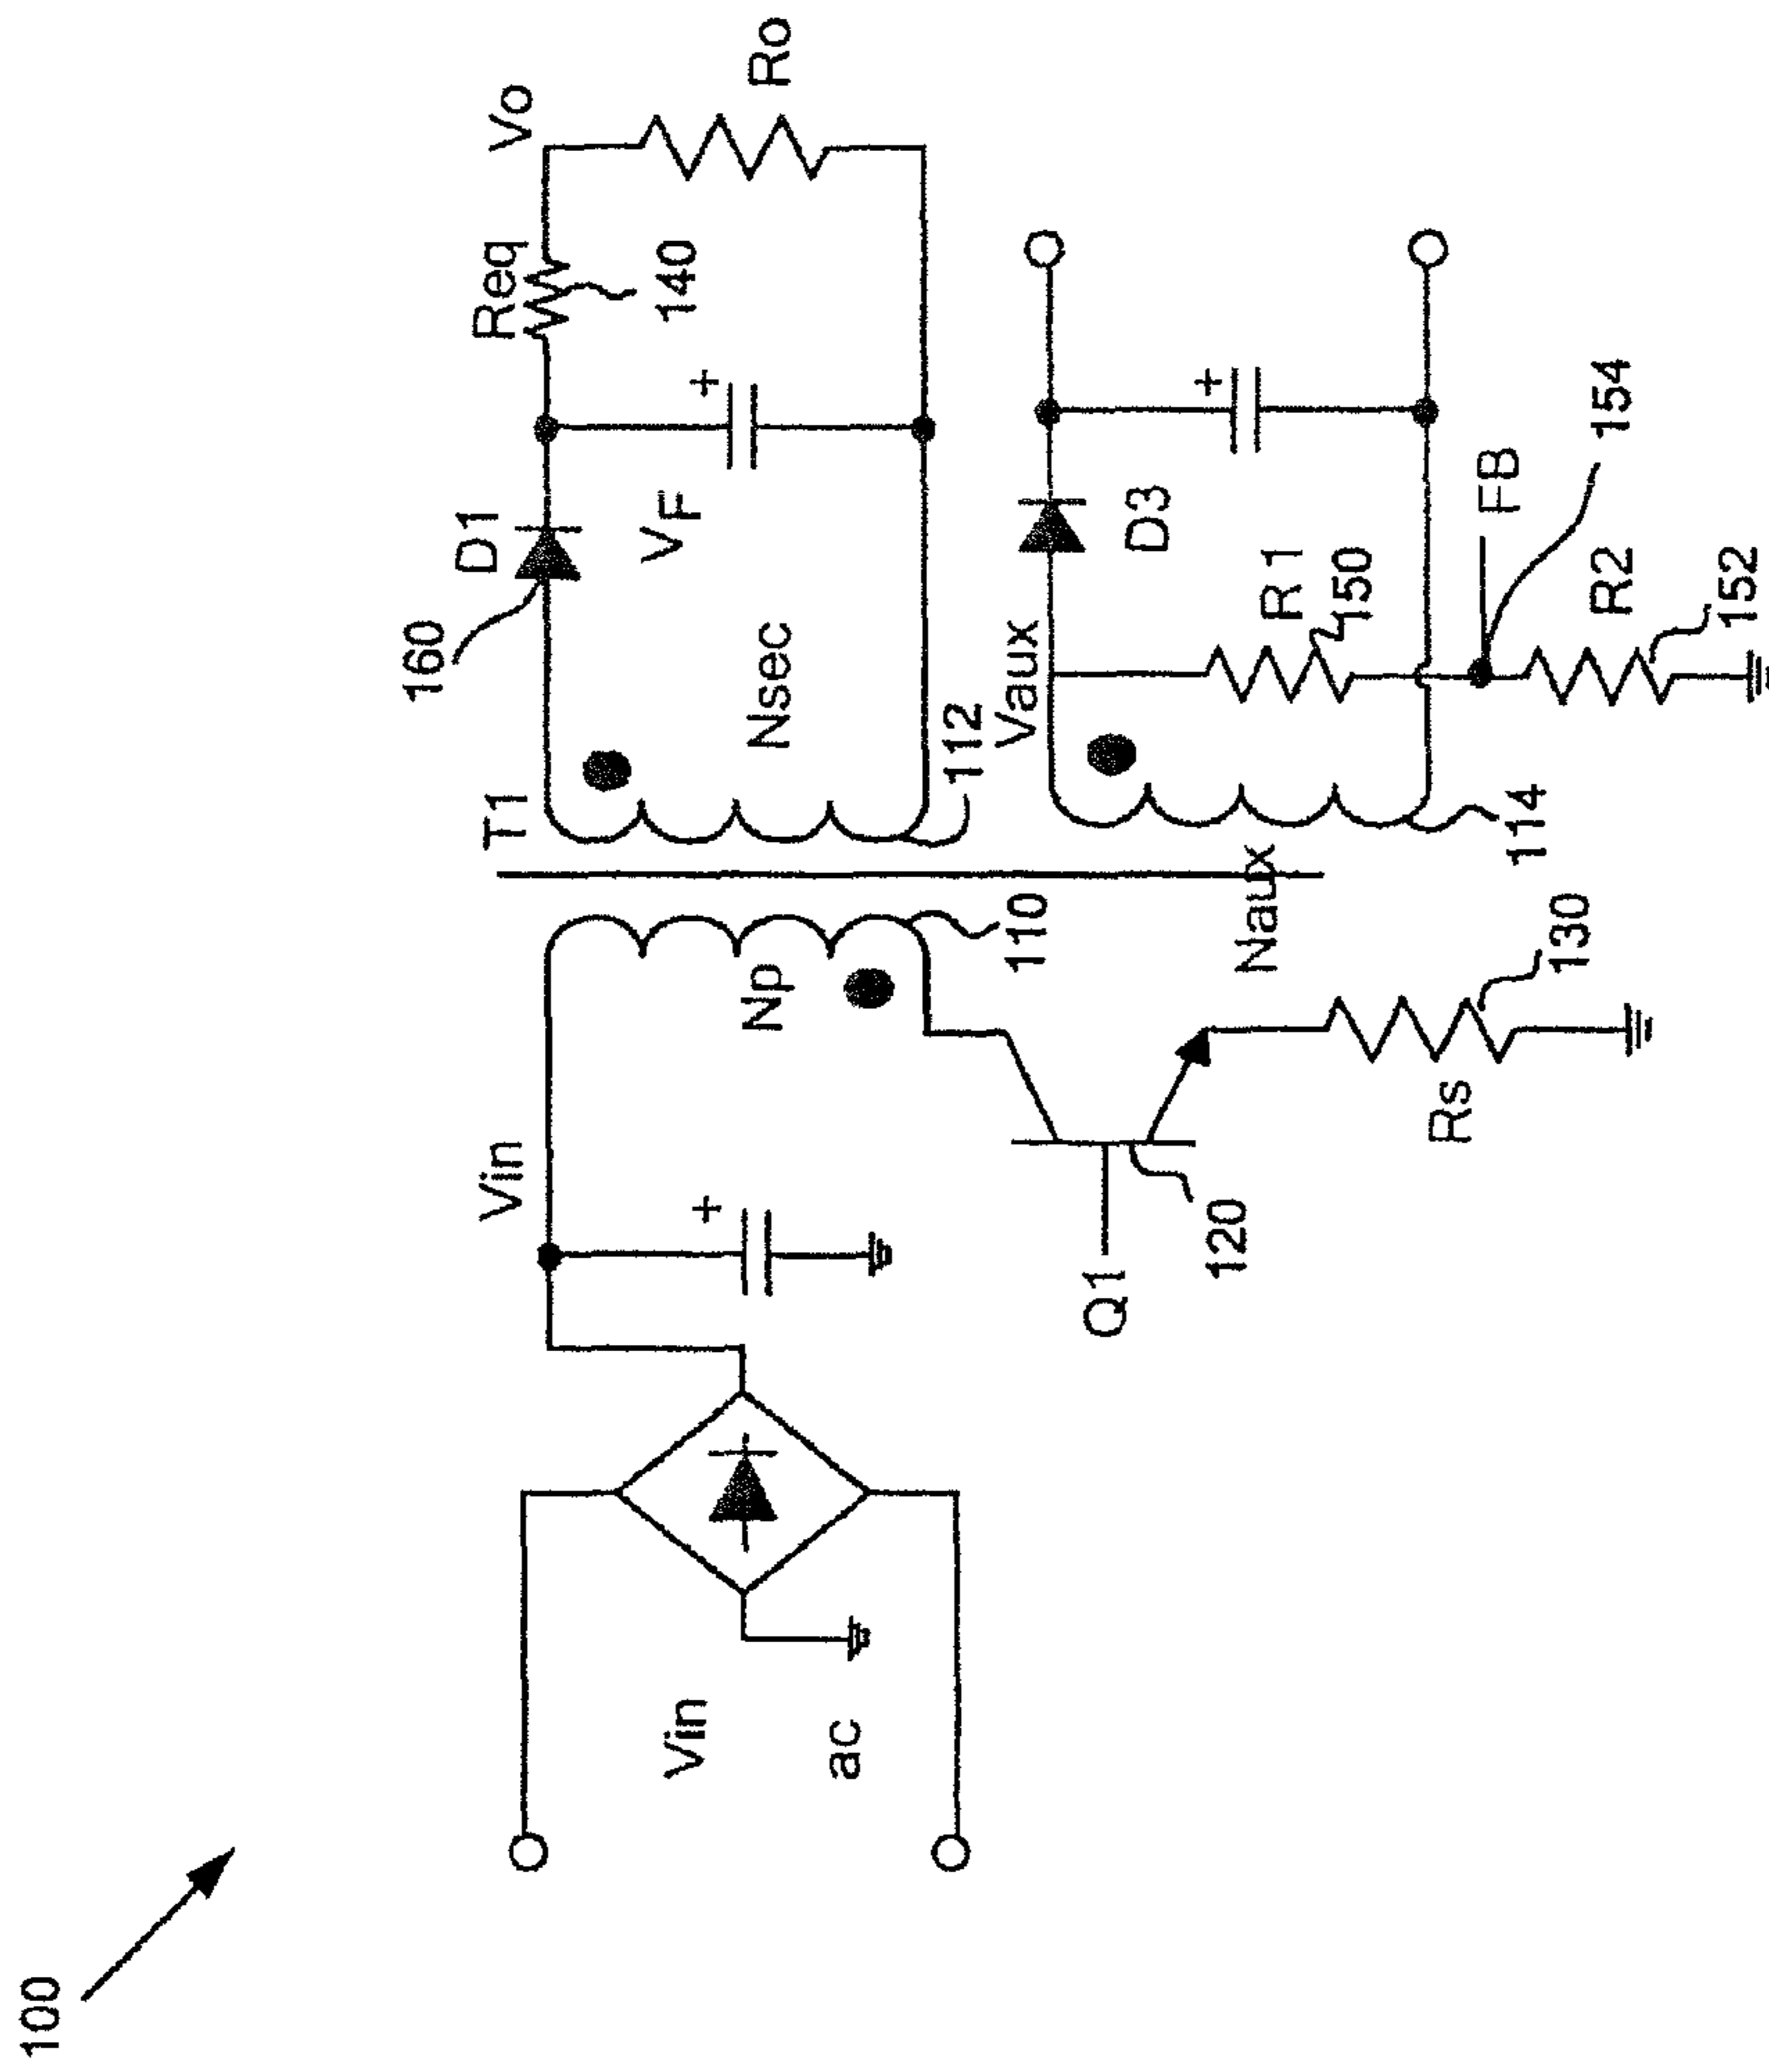 100
Vin
ac
Vin
+
Q1
120
Rs
130
Np
110
Naux
T1
Nsec
112
160
D1
VF
+
Req
140
Vo
Ro
Vaux
114
D3
+
R1
150
FB
154
R2
152